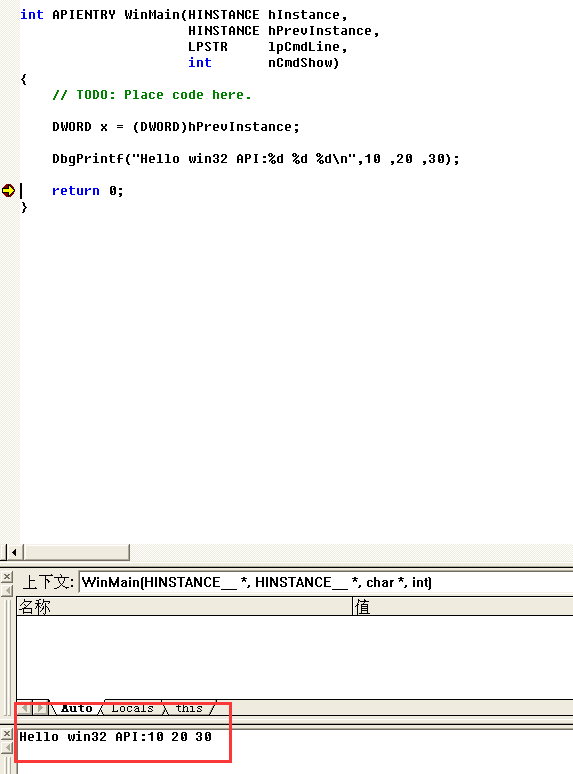 int APIENTRY WinMain(HINSTANCE hInstance,
HINSTANCE hPrevInstance,
LPSTR lpCmdLine,
int nCmdShow)
{
// TODO: Place code here.
DWORD x = (DWORD)hPrevInstance;
DbgPrintf("Hello win32 API:%d %d %d\n",10 ,20 ,30);
return 0;
}
上下文: WinMain(HINSTANCE__ *, HINSTANCE__ *, char *, int)
名称 值
Auto Locals this
Hello win32 API:10 20 30